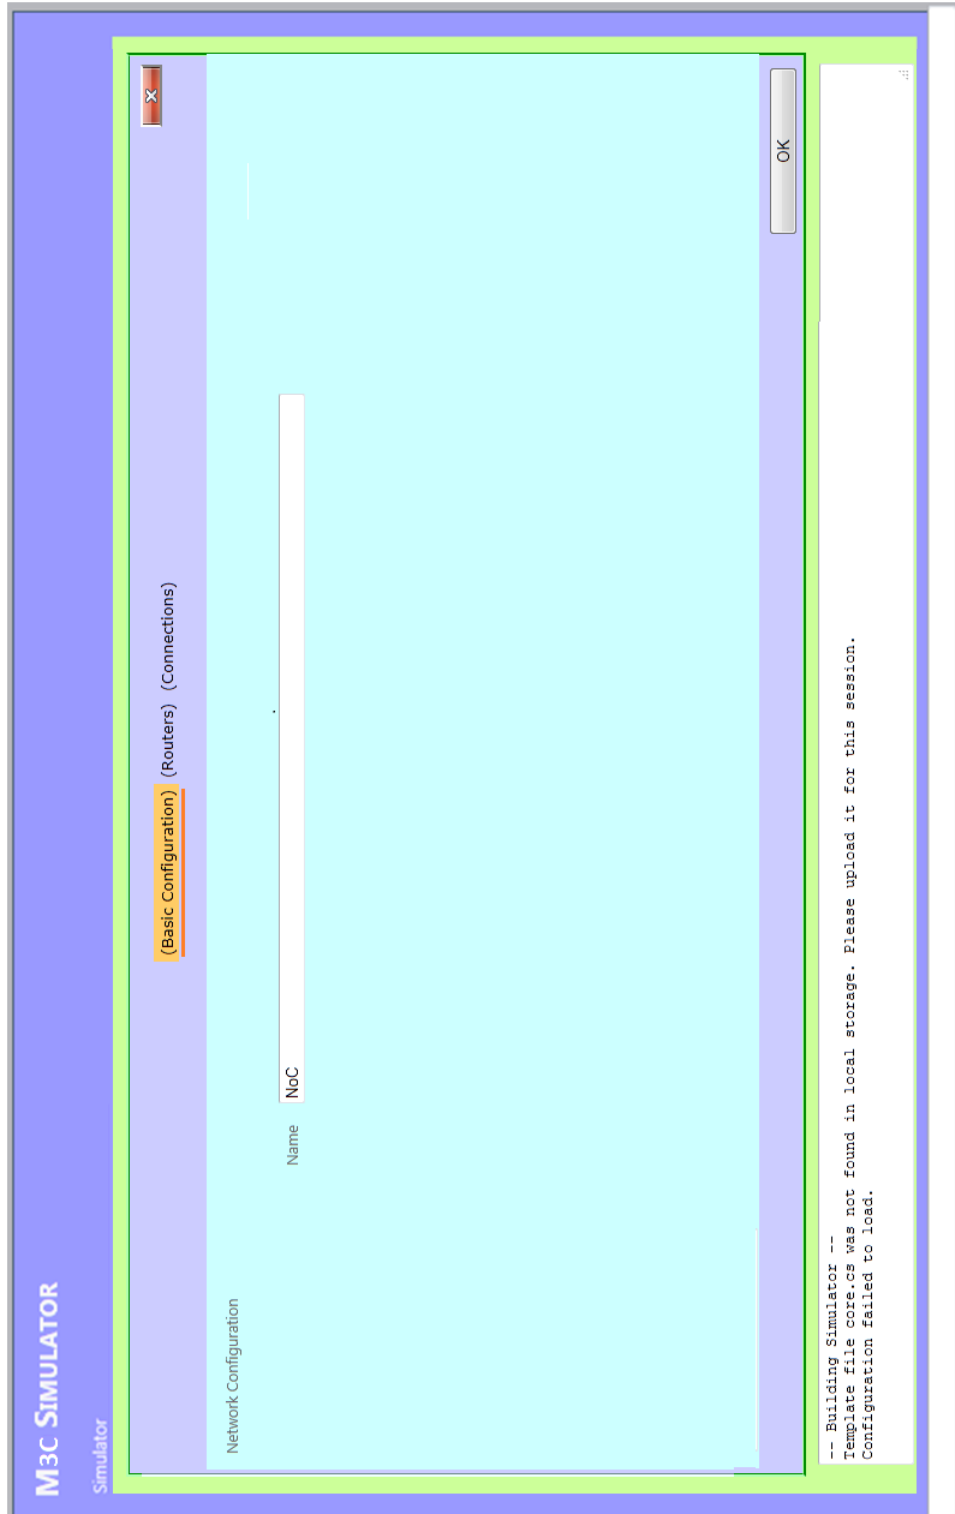 M3C SIMULATOR
Simulator
(Basic Configuration) (Routers) (Connections)
x
Network Configuration
Name NoC
OK
-- Building Simulator --
Template file core.cs was not found in local storage. Please upload it for this session.
Configuration failed to load.